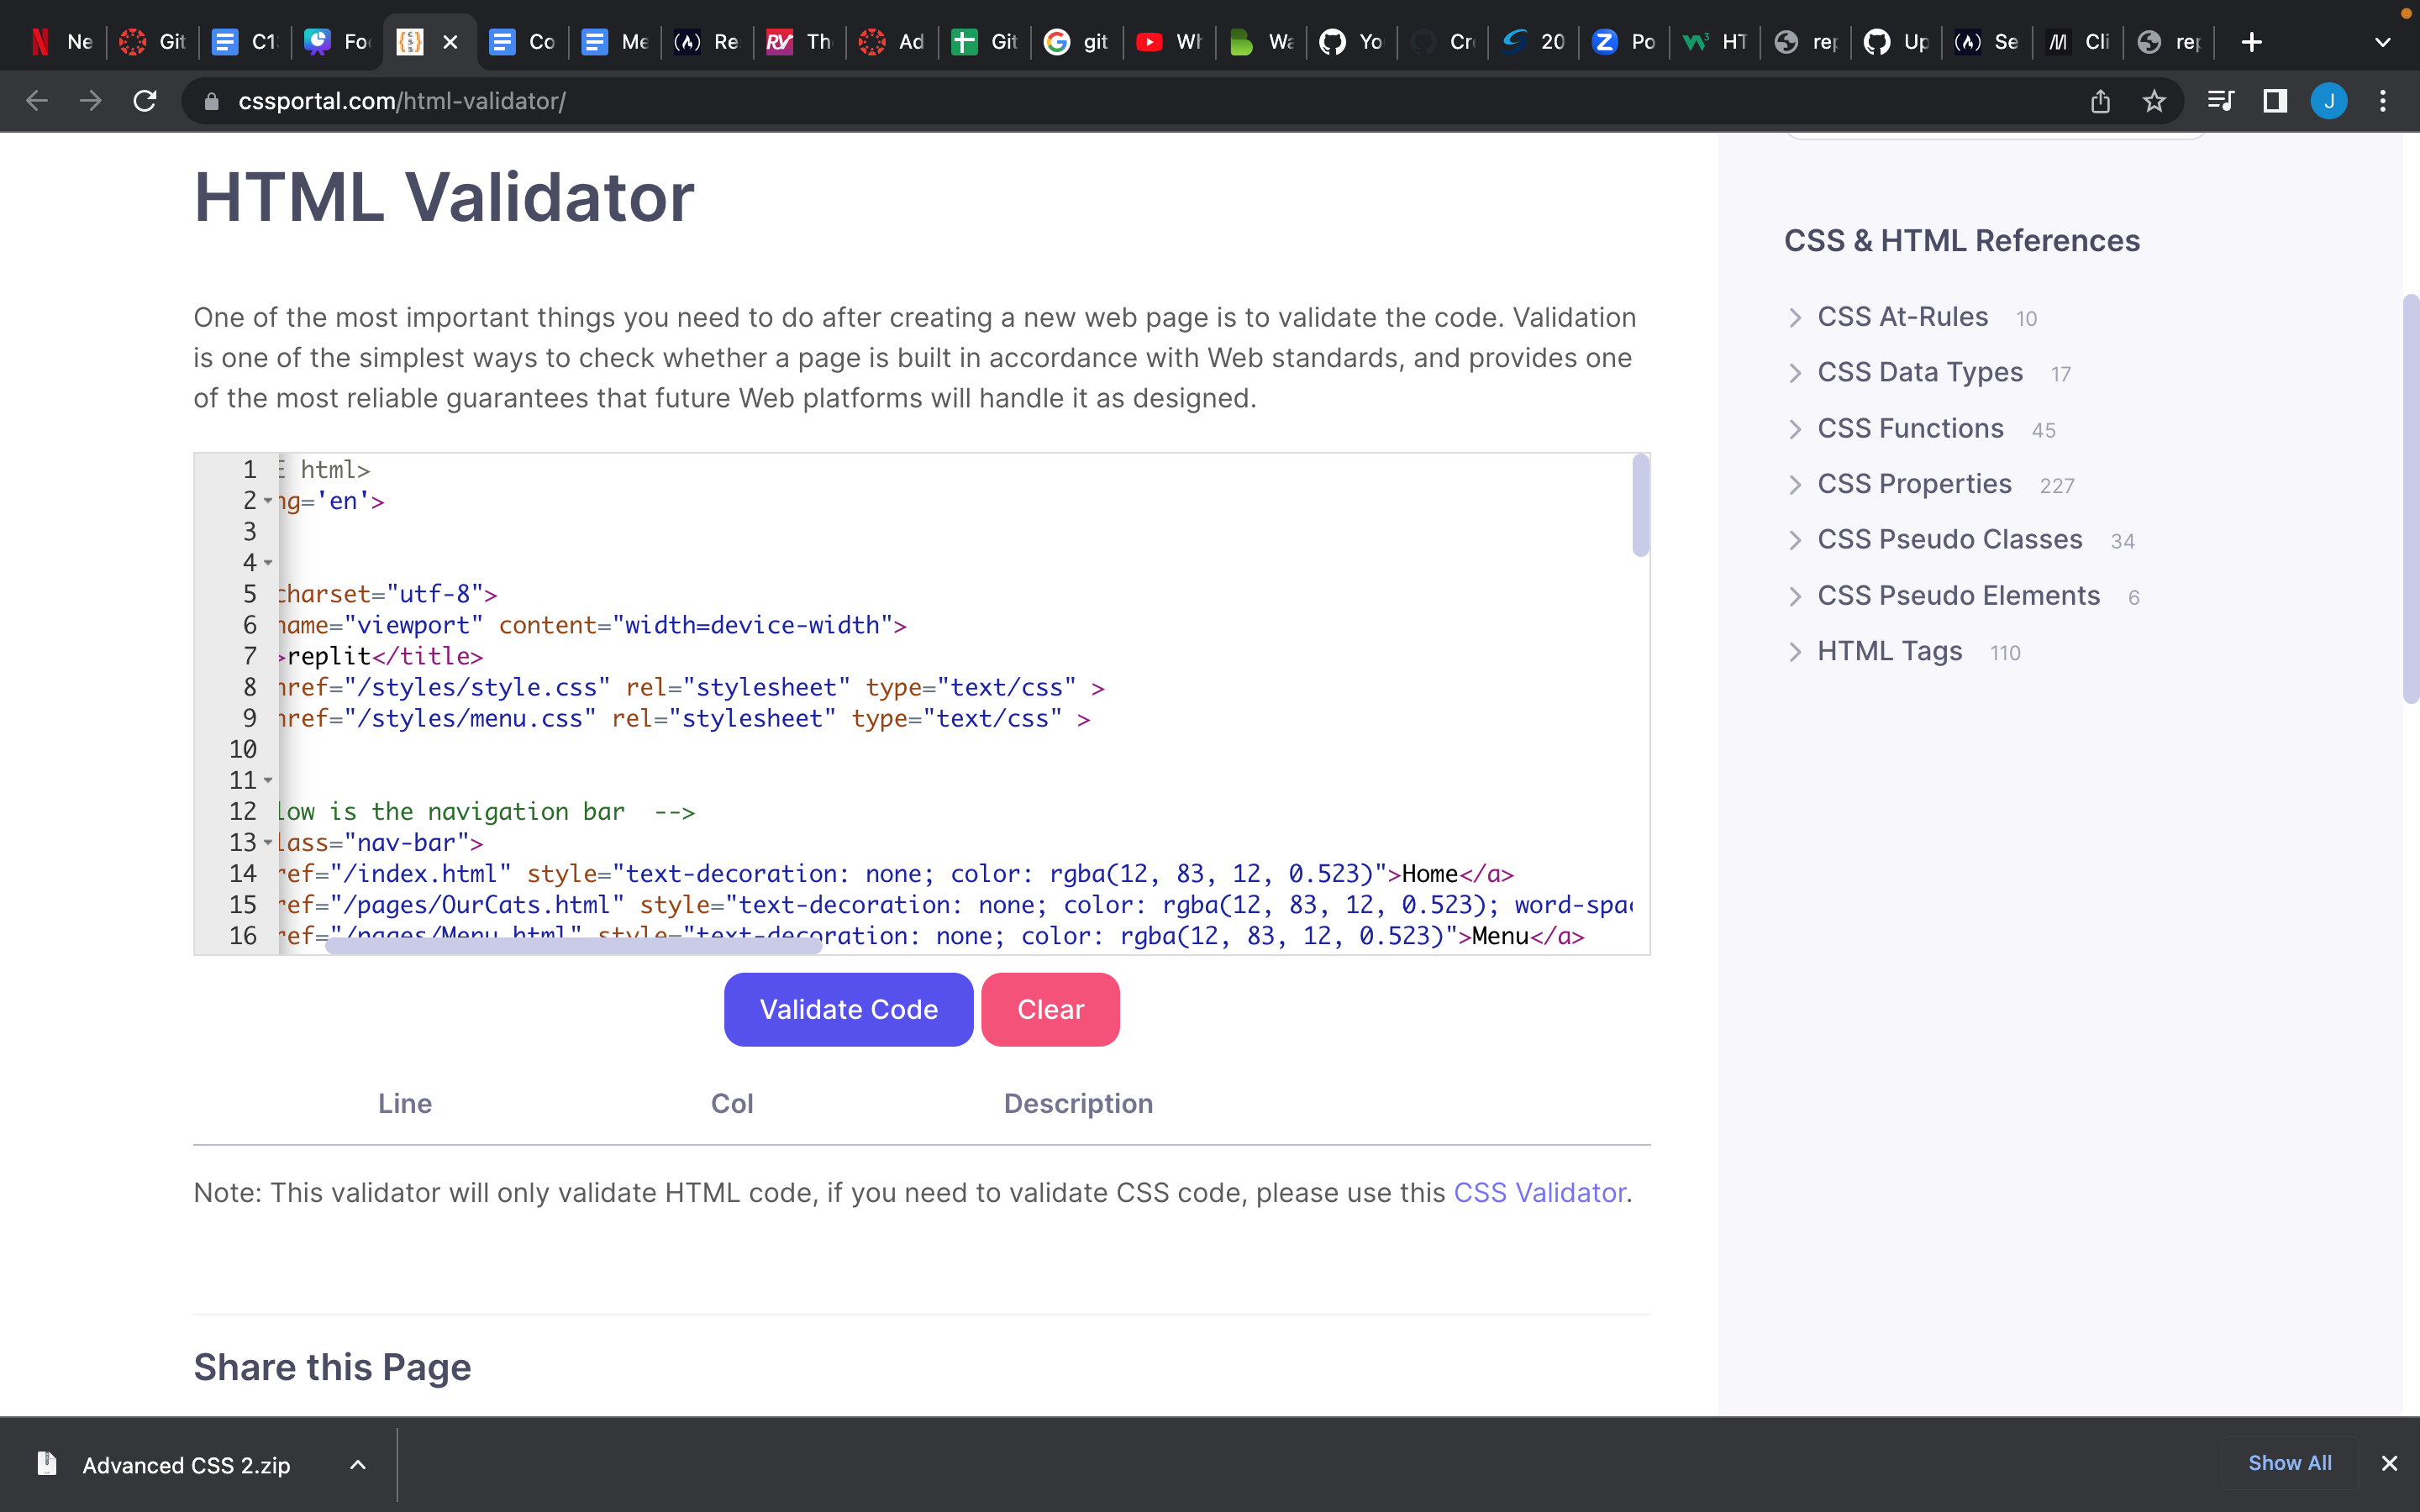 Ne Git C1 Fo Co Me Re Th Ad Git git Wh Wa Yo Cr 20 Po HT rep Up Se Cli rep
cssportal.com/html-validator/
J
HTML Validator
One of the most important things you need to do after creating a new web page is to validate the code. Validation
is one of the simplest ways to check whether a page is built in accordance with Web standards, and provides one
of the most reliable guarantees that future Web platforms will handle it as designed.
1 E html>
2 ng='en'>
3
4
5 charset="utf-8">
6 name="viewport" content="width=device-width">
7 >replit</title>
8 href="/styles/style.css" rel="stylesheet" type="text/css" >
9 href="/styles/menu.css" rel="stylesheet" type="text/css" >
10
11
12 low is the navigation bar  -->
13 lass="nav-bar">
14 ref="/index.html" style="text-decoration: none; color: rgba(12, 83, 12, 0.523)">Home</a>
15 ref="/pages/OurCats.html" style="text-decoration: none; color: rgba(12, 83, 12, 0.523); word-spac
16 ref="/pages/Menu.html" style="text-decoration: none; color: rgba(12, 83, 12, 0.523)">Menu</a>
Validate Code Clear
Line Col Description
Note: This validator will only validate HTML code, if you need to validate CSS code, please use this CSS Validator.
Share this Page
CSS & HTML References
CSS At-Rules 10
CSS Data Types 17
CSS Functions 45
CSS Properties 227
CSS Pseudo Classes 34
CSS Pseudo Elements 6
HTML Tags 110
Advanced CSS 2.zip
Show All